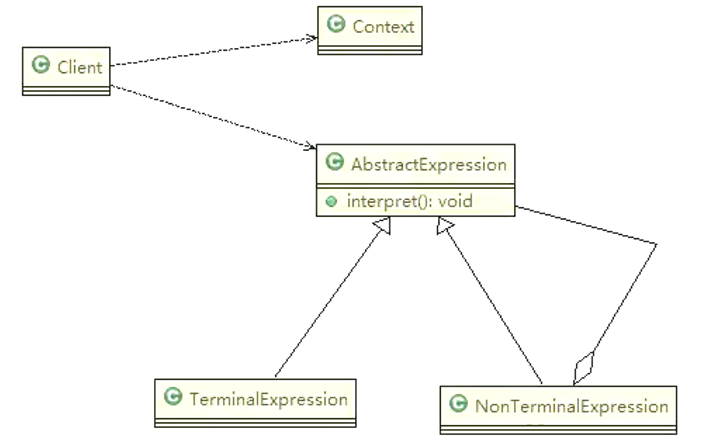 Context
Client
AbstractExpression
interpret(): void
TerminalExpression
NonTerminalExpression